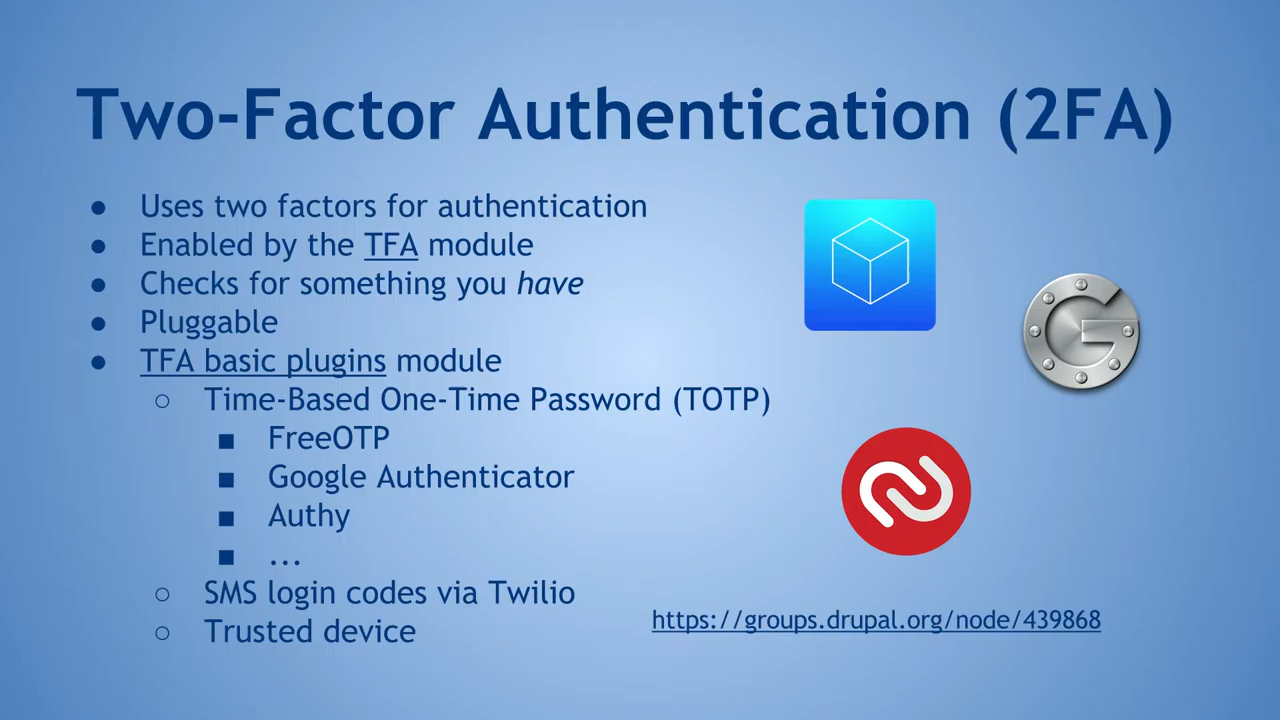 Two-Factor Authentication (2FA)
● Uses two factors for authentication
● Enabled by the TFA module
● Checks for something you have
● Pluggable
● TFA basic plugins module
○ Time-Based One-Time Password (TOTP)
■ FreeOTP
■ Google Authenticator
■ Authy
■ ...
○ SMS login codes via Twilio
○ Trusted device
https://groups.drupal.org/node/439868